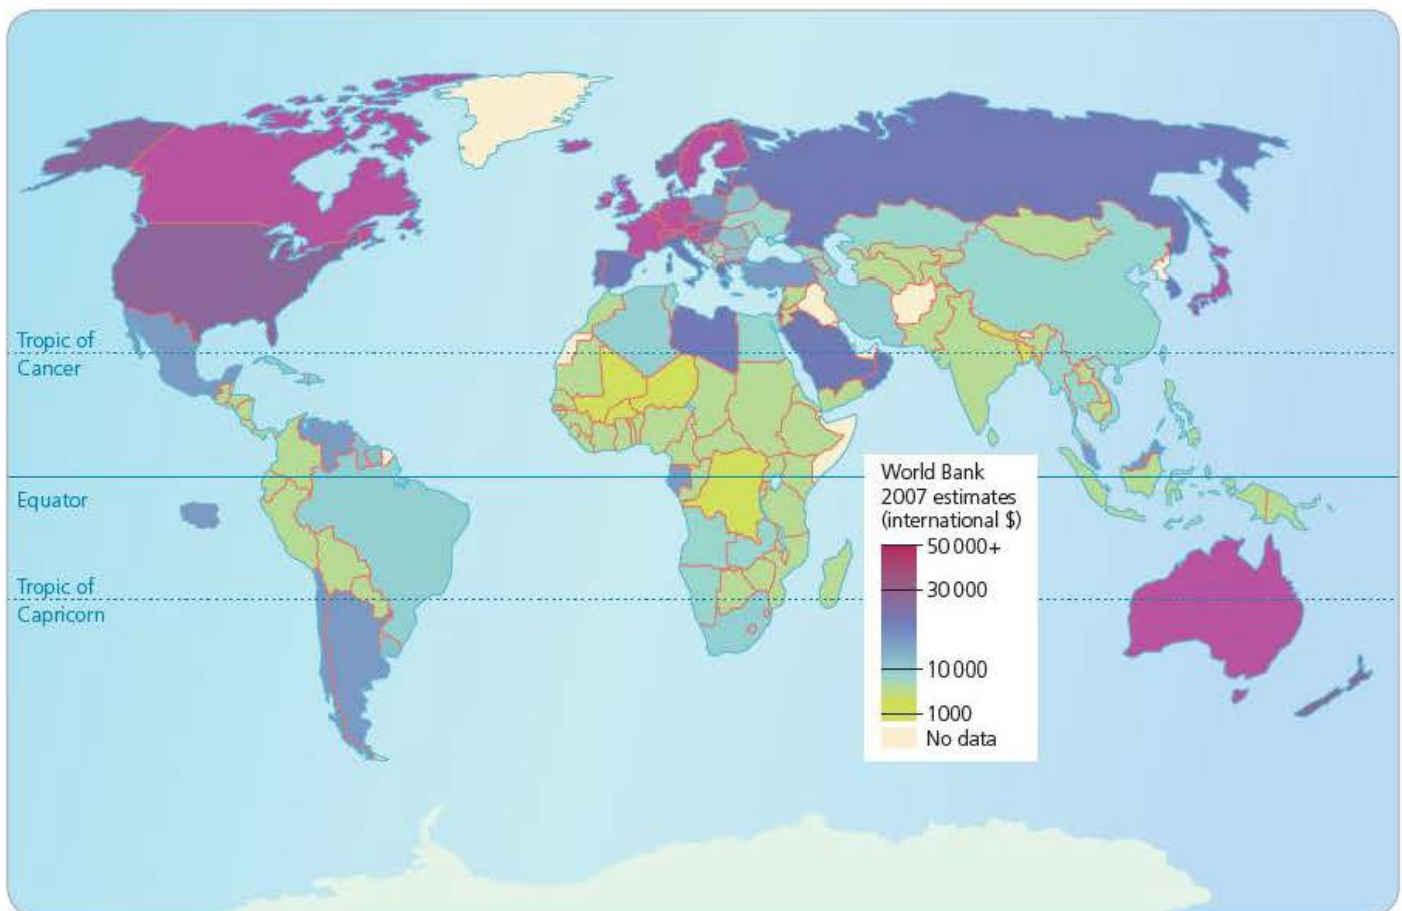 Tropic of
Cancer
Equator
Tropic of
Capricorn
World Bank
2007 estimates
(international $)
50 000+
30 000
10 000
1000
No data